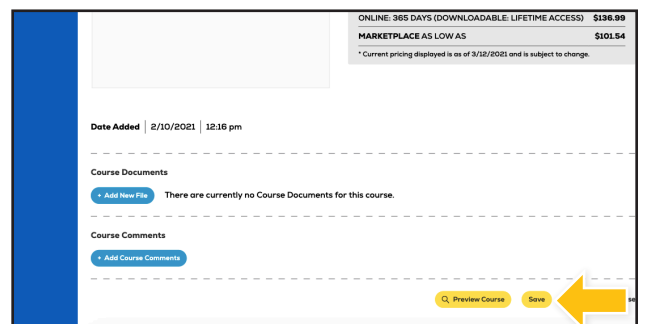 ONLINE: 365 DAYS (DOWNLOADABLE: LIFETIME ACCESS) $136.99
MARKETPLACE AS LOW AS $101.54
* Current pricing displayed is as of 3/12/2021 and is subject to change.
Date Added 2/10/2021 12:16 pm
Course Documents
+ Add New File There are currently no Course Documents for this course.
Course Comments
+ Add Course Comments
Preview Course Save